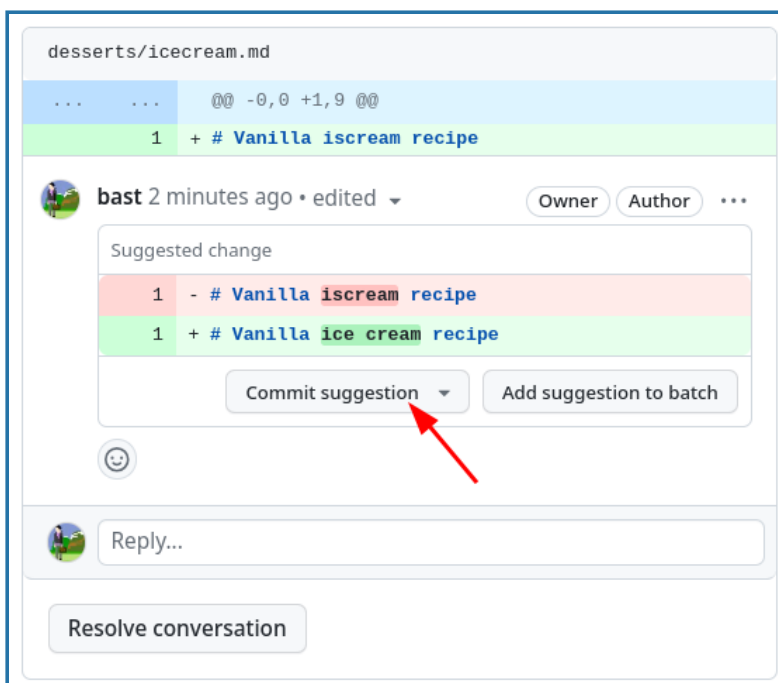 desserts/icecream.md
... ... @@ -0,0 +1,9 @@
1 + # Vanilla iscream recipe
bast 2 minutes ago • edited Owner Author ...
Suggested change
1 - # Vanilla iscream recipe
1 + # Vanilla ice cream recipe
Commit suggestion Add suggestion to batch
Reply...
Resolve conversation